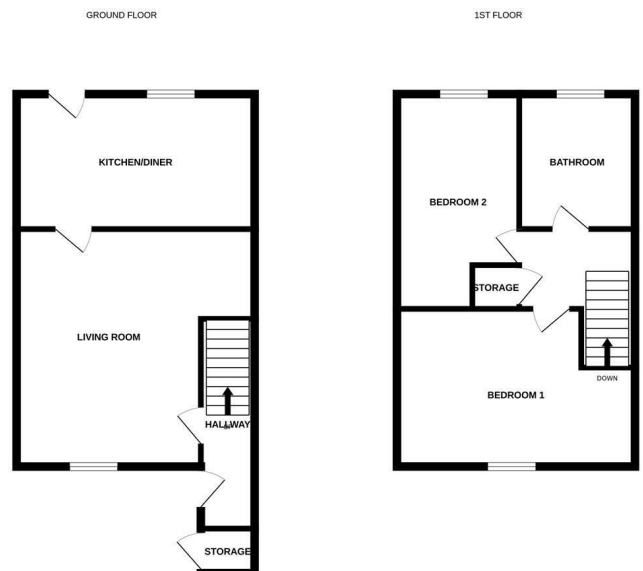 GROUND FLOOR
1ST FLOOR
KITCHEN/DINER
BATHROOM
BEDROOM 2
STORAGE
LIVING ROOM
DOWN
BEDROOM 1
HALLWAY
STORAGE